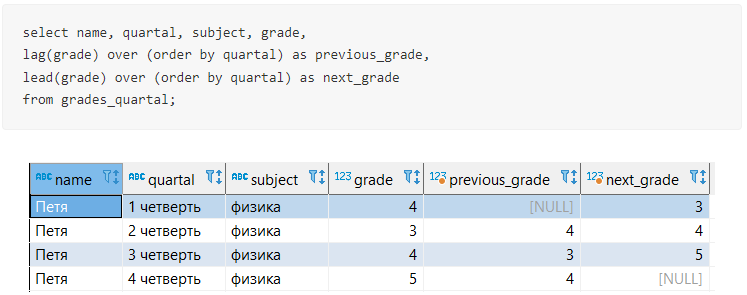 select name, quartal, subject, grade,
lag(grade) over (order by quartal) as previous_grade,
lead(grade) over (order by quartal) as next_grade
from grades_quartal;
ABC name ABC quartal ABC subject 123 grade 123 previous_grade 123 next_grade
Петя 1 четверть физика 4 [NULL] 3
Петя 2 четверть физика 3 4 4
Петя 3 четверть физика 4 3 5
Петя 4 четверть физика 5 4 [NULL]